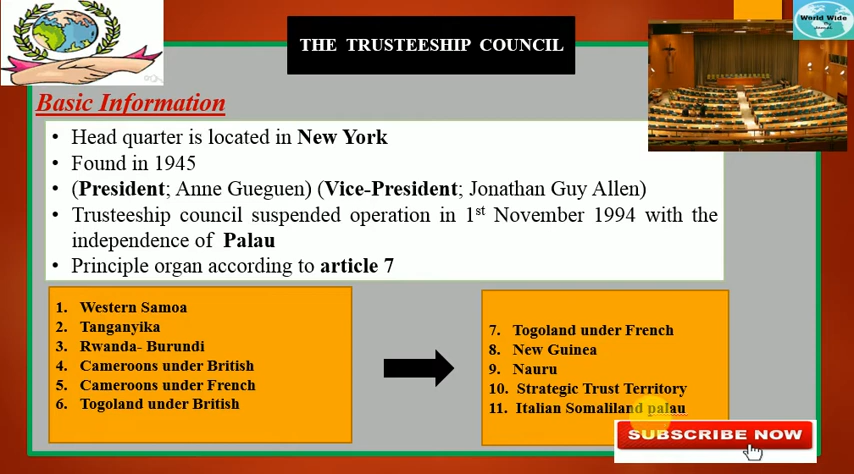 THE TRUSTEESHIP COUNCIL
World Wide
Basic Information
• Head quarter is located in New York
• Found in 1945
• (President; Anne Gueguen) (Vice-President; Jonathan Guy Allen)
• Trusteeship council suspended operation in 1st November 1994 with the
independence of Palau
• Principle organ according to article 7
1. Western Samoa
2. Tanganyika
3. Rwanda- Burundi
4. Cameroons under British
5. Cameroons under French
6. Togoland under British
7. Togoland under French
8. New Guinea
9. Nauru
10. Strategic Trust Territory
11. Italian Somaliland palau
SUBSCRIBE NOW